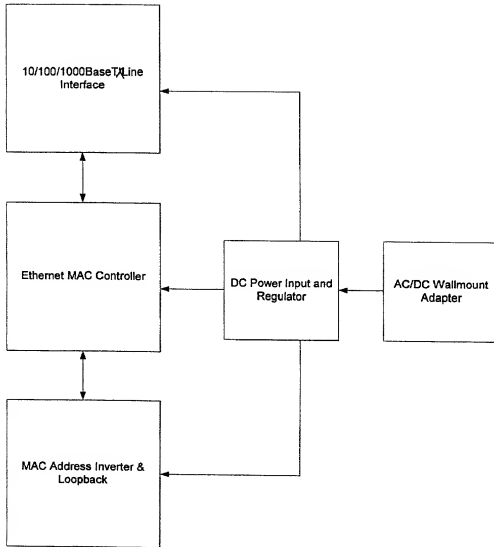 10/100/1000BaseT/Line
Interface
Ethernet MAC Controller
DC Power Input and
Regulator
AC/DC Wallmount
Adapter
MAC Address Inverter &
Loopback